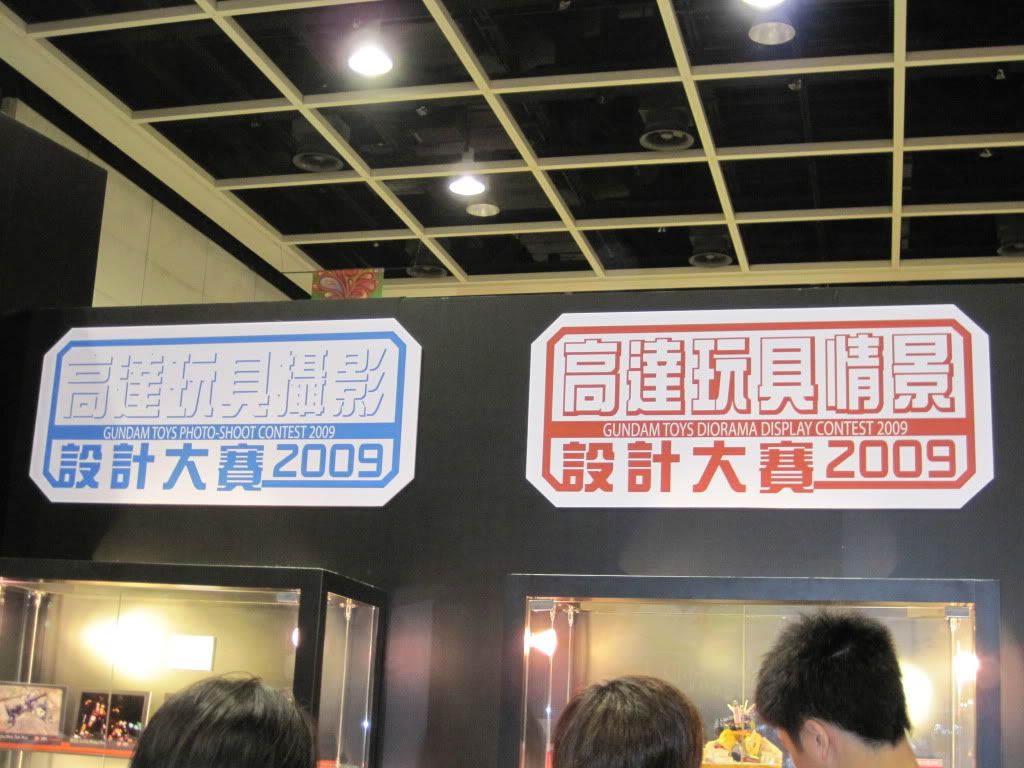 高達玩具攝影
GUNDAM TOYS PHOTO-SHOOT CONTEST 2009
設計大賽2009
高達玩具情景
GUNDAM TOYS DIORAMA DISPLAY CONTEST 2009
設計大賽2009